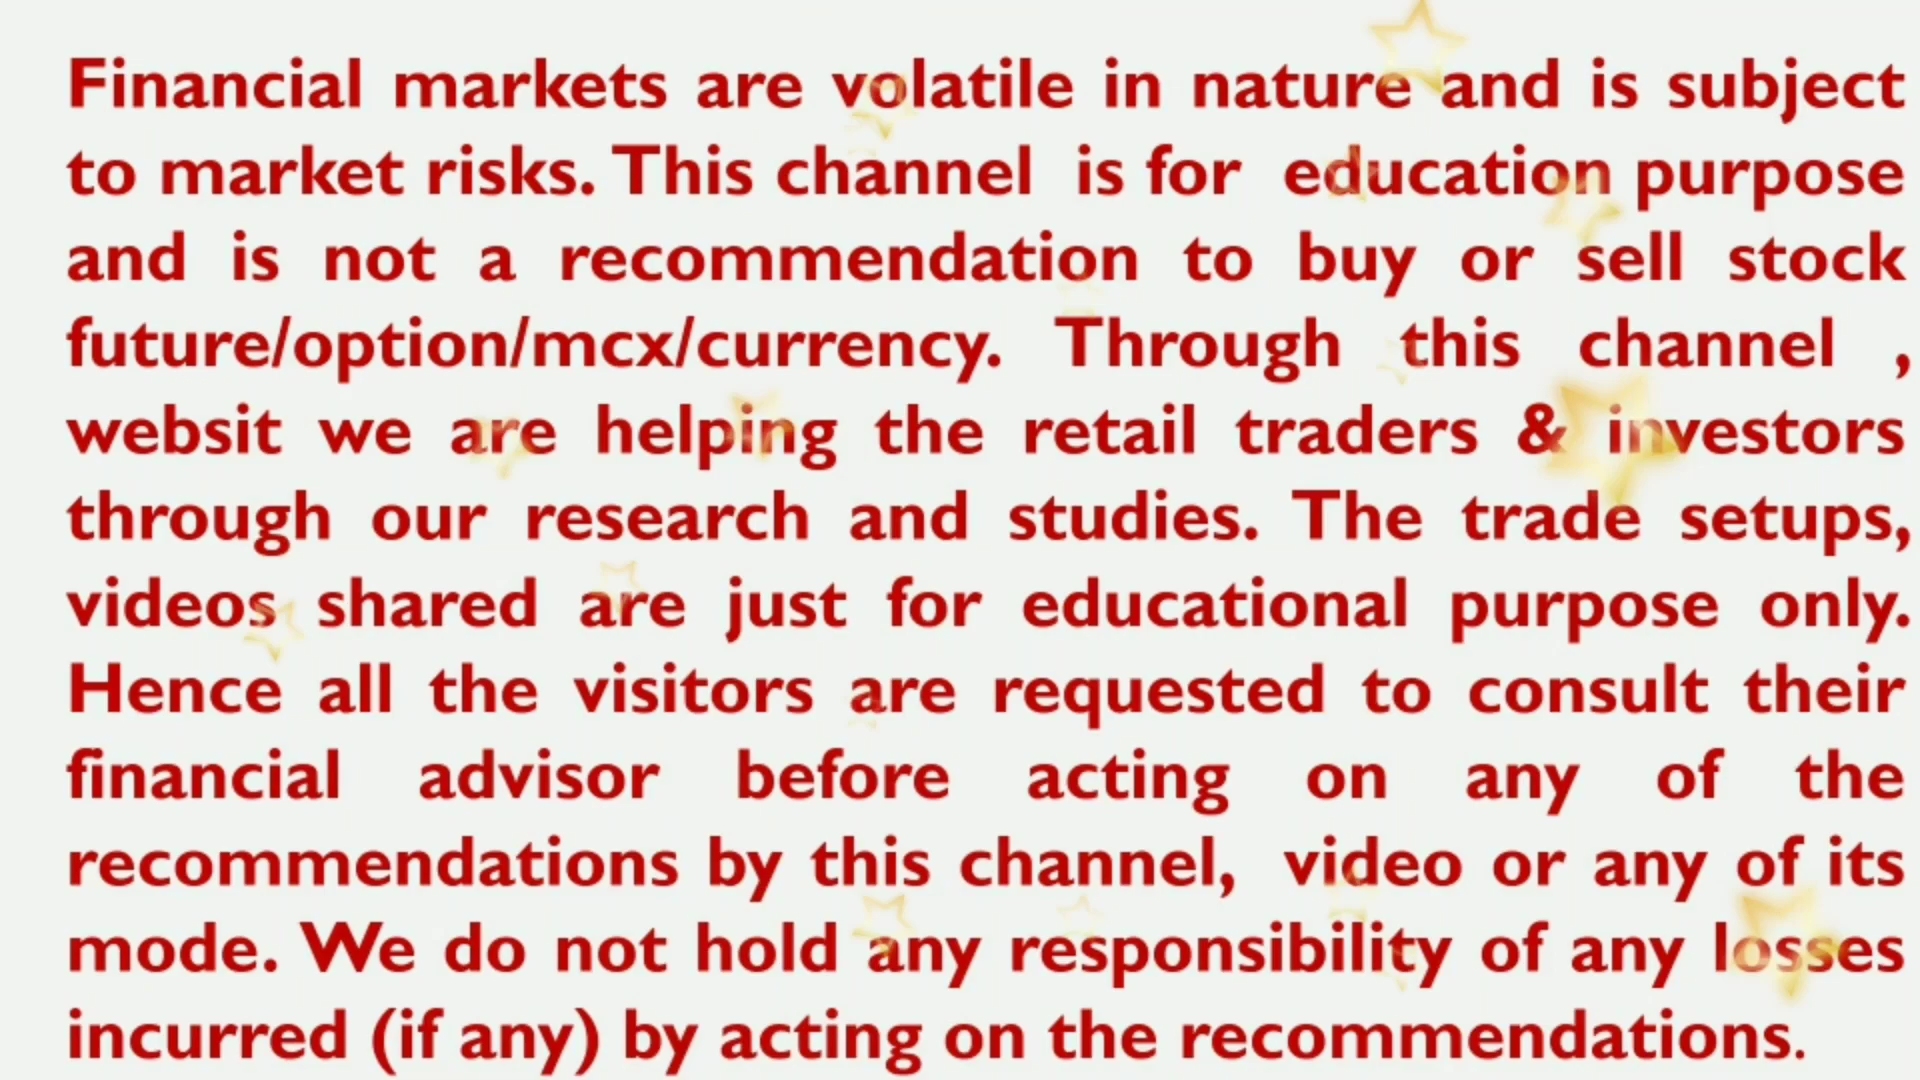 Financial markets are volatile in nature and is subject
to market risks. This channel is for education purpose
and is not a recommendation to buy or sell stock
future/option/mcx/currency. Through this channel ,
websit we are helping the retail traders & investors
through our research and studies. The trade setups,
videos shared are just for educational purpose only.
Hence all the visitors are requested to consult their
financial advisor before acting on any of the
recommendations by this channel, video or any of its
mode. We do not hold any responsibility of any losses
incurred (if any) by acting on the recommendations.